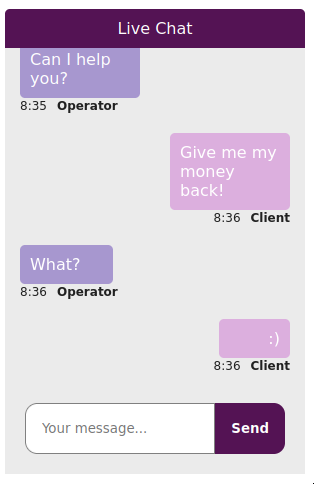 Live Chat
Can I help
you?
8:35 Operator
Give me my
money
back!
8:36 Client
What?
8:36 Operator
:)
8:36 Client
Your message...
Send